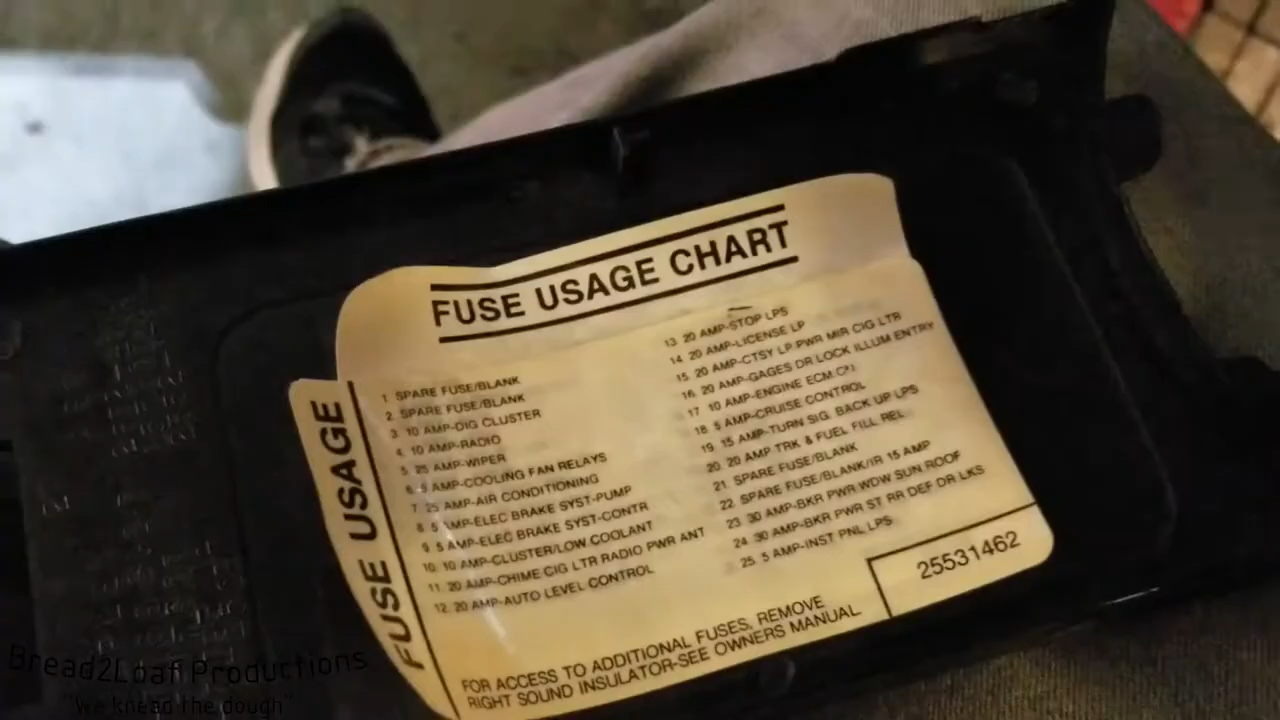 FUSE USAGE CHART
FUSE USAGE
1. SPARE FUSE/BLANK
2. SPARE FUSE/BLANK
3. 10 AMP-DIG CLUSTER
4. 10 AMP-RADIO
5. 25 AMP-WIPER
6. 5 AMP-COOLING FAN RELAYS
7. 25 AMP-AIR CONDITIONING
8. 5 AMP-ELEC BRAKE SYST-PUMP
9. 5 AMP-ELEC BRAKE SYST-CONTR
10. 10 AMP-CLUSTER/LOW COOLANT
11. 20 AMP-CHIME CIG LTR RADIO PWR ANT
12. 20 AMP-AUTO LEVEL CONTROL
13 20 AMP-STOP LPS
14 20 AMP-LICENSE LP
15 20 AMP-CTSY LP PWR MIR CIG LTR
16. 20 AMP-GAGES DR LOCK ILLUM ENTRY
17 10 AMP-ENGINE ECM
18 5 AMP-CRUISE CONTROL
19. 15 AMP-TURN SIG. BACK UP LPS
20. 20 AMP TRK & FUEL FILL REL
21. SPARE FUSE/BLANK
22. SPARE FUSE/BLANK/IR 15 AMP
23. 30 AMP-BKR PWR WDW SUN ROOF
24. 30 AMP-BKR PWR ST RR DEF DR LKS
25. 5 AMP-INST PNL LPS
25531462
FOR ACCESS TO ADDITIONAL FUSES, REMOVE
RIGHT SOUND INSULATOR-SEE OWNERS MANUAL
Bread2Loaf Productions
"We knead the dough"